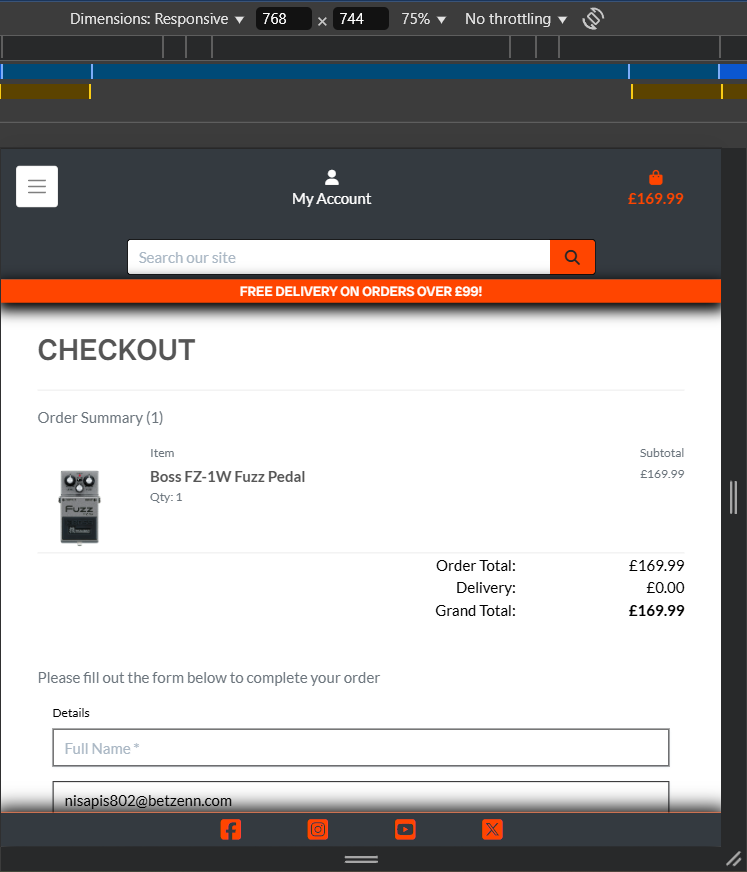 Dimensions: Responsive 768 × 744 75% No throttling
My Account
£169.99
Search our site
FREE DELIVERY ON ORDERS OVER £99!
CHECKOUT
Order Summary (1)
Item Subtotal
Boss FZ-1W Fuzz Pedal £169.99
Qty: 1
Fuzz
Order Total: £169.99
Delivery: £0.00
Grand Total: £169.99
Please fill out the form below to complete your order
Details
Full Name *
nisapis802@betzenn.com